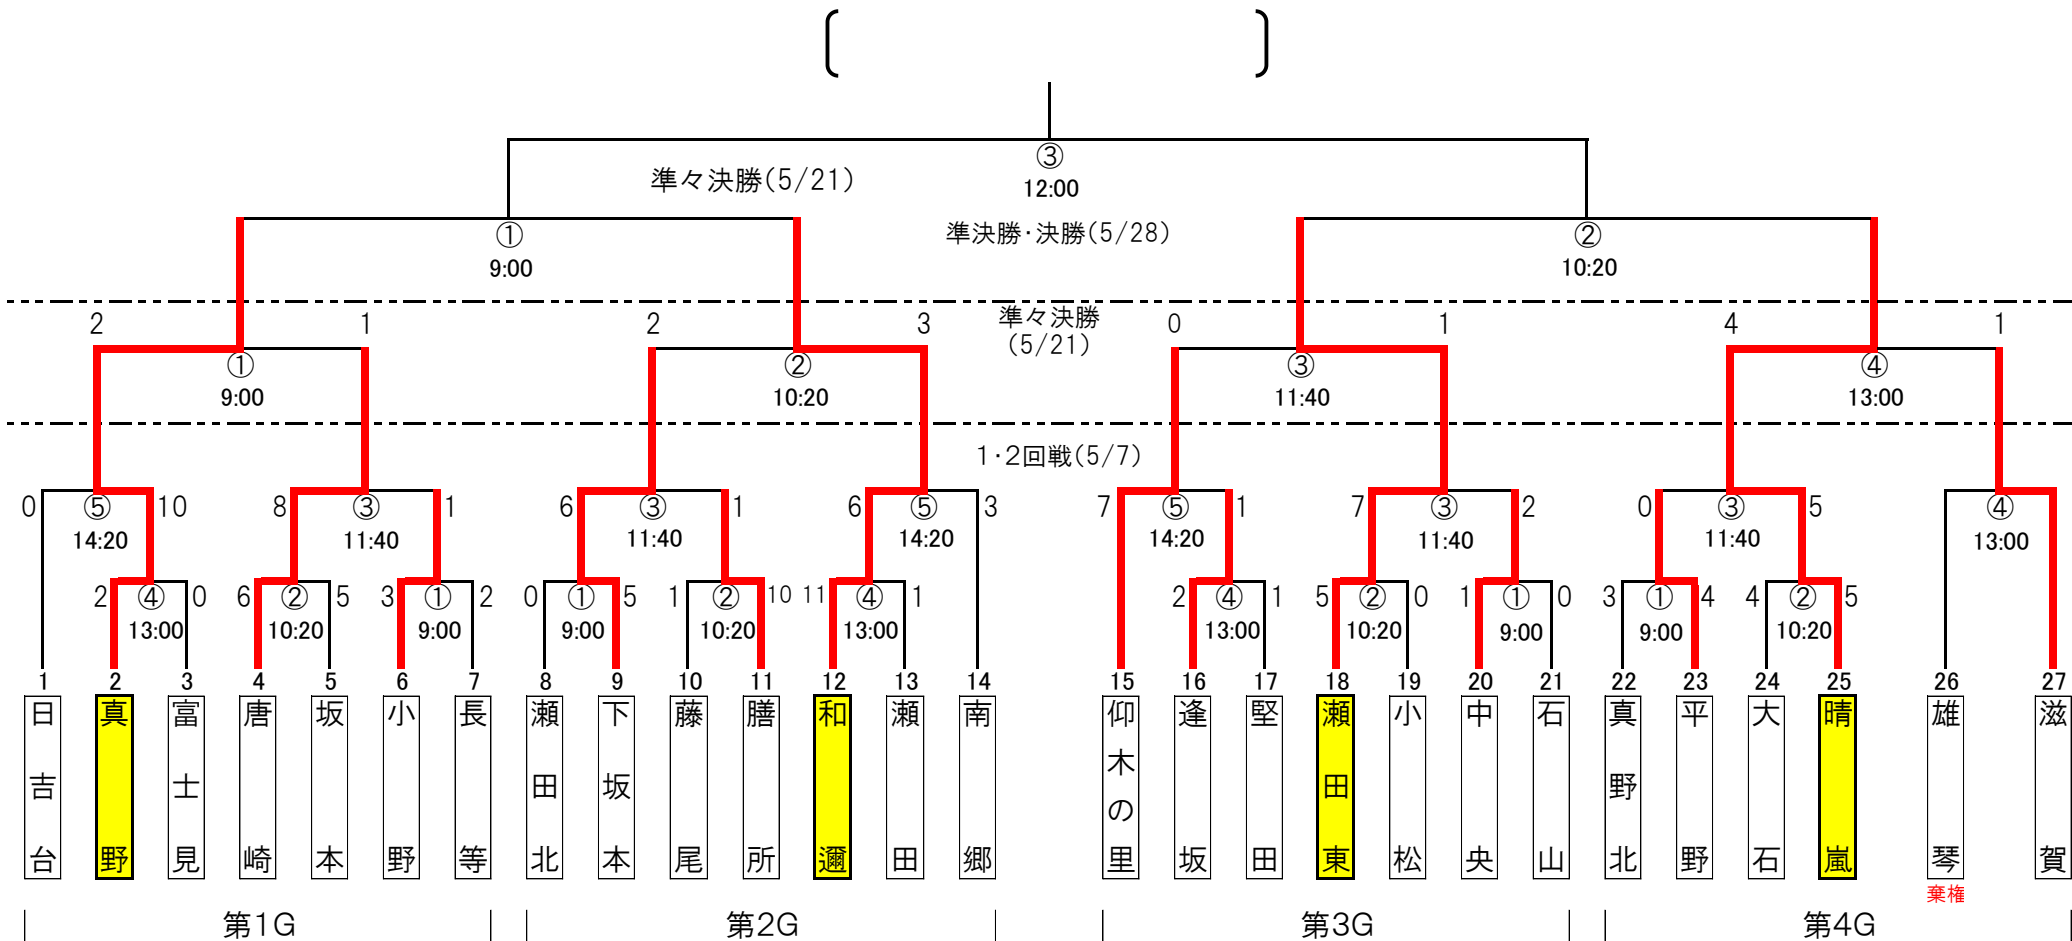 ③
準々決勝(5/21)
12:00
① 準決勝・決勝(5/28) ②
9:00 10:20
2 1 2 3 準々決勝 0 1 4 1
(5/21)
① ② ③ ④
9:00 10:20 11:40 13:00
1・2回戦(5/7)
0 ⑤ 10 8 ③ 1 6 ③ 1 6 ⑤ 3 7 ⑤ 1 7 ③ 2 0 ③ 5 ④
14:20 11:40 11:40 14:20 14:20 11:40 11:40 13:00
2 ④ 0 6 ② 5 3 ① 2 0 ① 5 1 ② 10 11 ④ 1 2 ④ 1 5 ② 0 1 ① 0 3 ① 4 4 ② 5
13:00 10:20 9:00 9:00 10:20 13:00 13:00 10:20 9:00 9:00 10:20
1 2 3 4 5 6 7 8 9 10 11 12 13 14 15 16 17 18 19 20 21 22 23 24 25 26 27
日吉台
真野
富士見
唐崎
坂本
小野
長等
瀬田北
下坂本
藤尾
膳所
和邇
瀬田
南郷
仰木の里
逢坂
堅田
瀬田東
小松
中央
石山
真野北
平野
大石
晴嵐
雄琴
滋賀
棄権
第1G 第2G 第3G 第4G